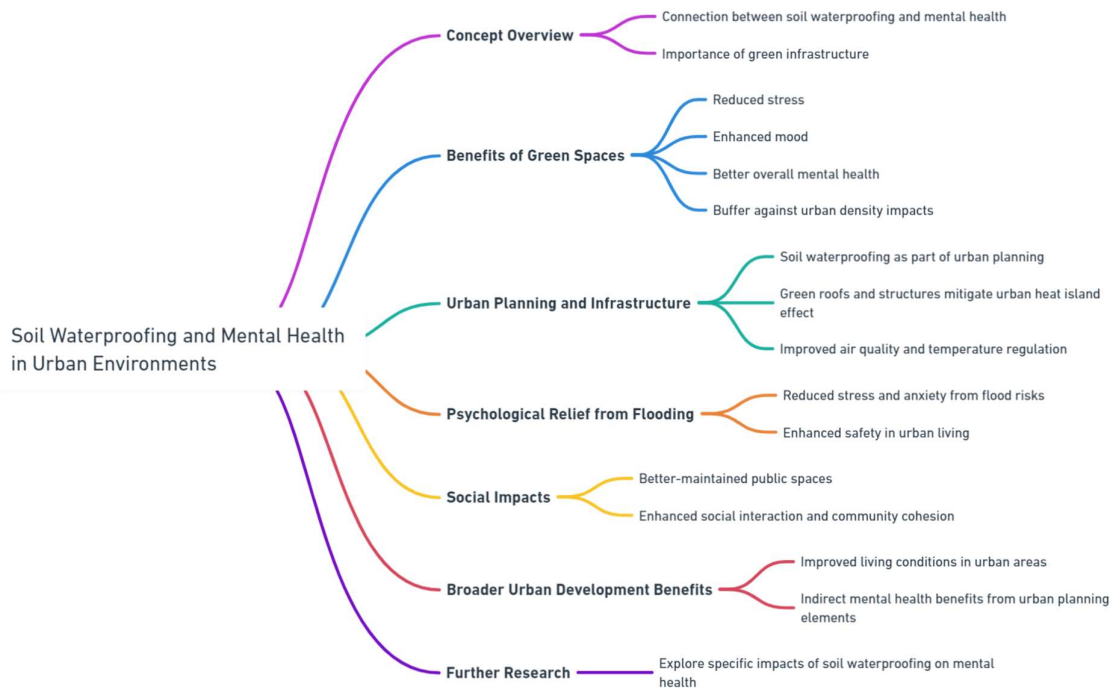 Soil Waterproofing and Mental Health
in Urban Environments
Concept Overview
Connection between soil waterproofing and mental health
Importance of green infrastructure
Benefits of Green Spaces
Reduced stress
Enhanced mood
Better overall mental health
Buffer against urban density impacts
Urban Planning and Infrastructure
Soil waterproofing as part of urban planning
Green roofs and structures mitigate urban heat island
effect
Improved air quality and temperature regulation
Psychological Relief from Flooding
Reduced stress and anxiety from flood risks
Enhanced safety in urban living
Social Impacts
Better-maintained public spaces
Enhanced social interaction and community cohesion
Broader Urban Development Benefits
Improved living conditions in urban areas
Indirect mental health benefits from urban planning
elements
Further Research
Explore specific impacts of soil waterproofing on mental
health